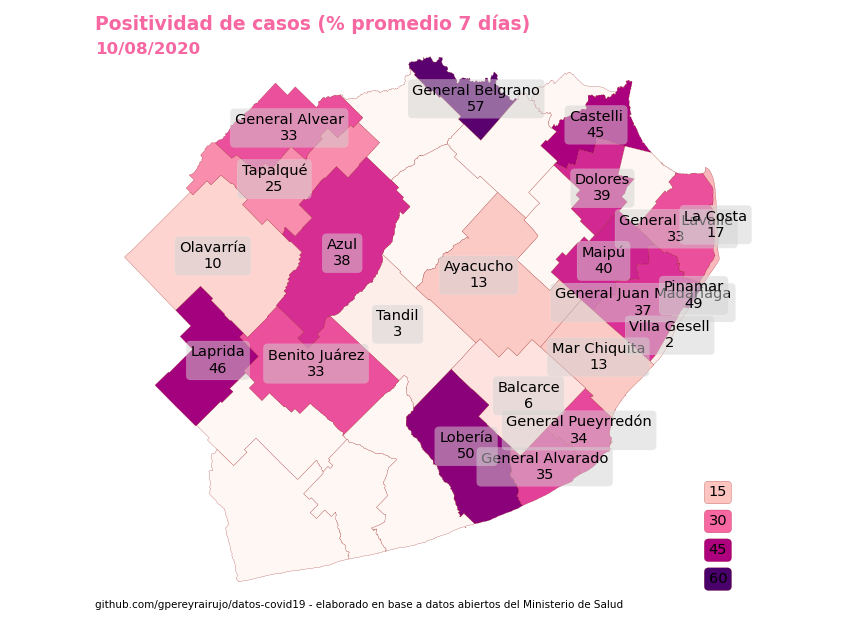 Positividad de casos (% promedio 7 días)
10/08/2020
General Belgrano
57
General Alvear
33
Castelli
45
Tapalqué
25
Dolores
39
General Lavalle
33
La Costa
17
Olavarría
10
Azul
38
Maipú
40
Ayacucho
13
General Juan Madariaga
37
Pinamar
49
Tandil
3
Villa Gesell
2
Laprida
46
Benito Juárez
33
Mar Chiquita
13
Balcarce
6
General Pueyrredón
34
Lobería
50
General Alvarado
35
15
30
45
60
github.com/gpereyrairujo/datos-covid19 - elaborado en base a datos abiertos del Ministerio de Salud